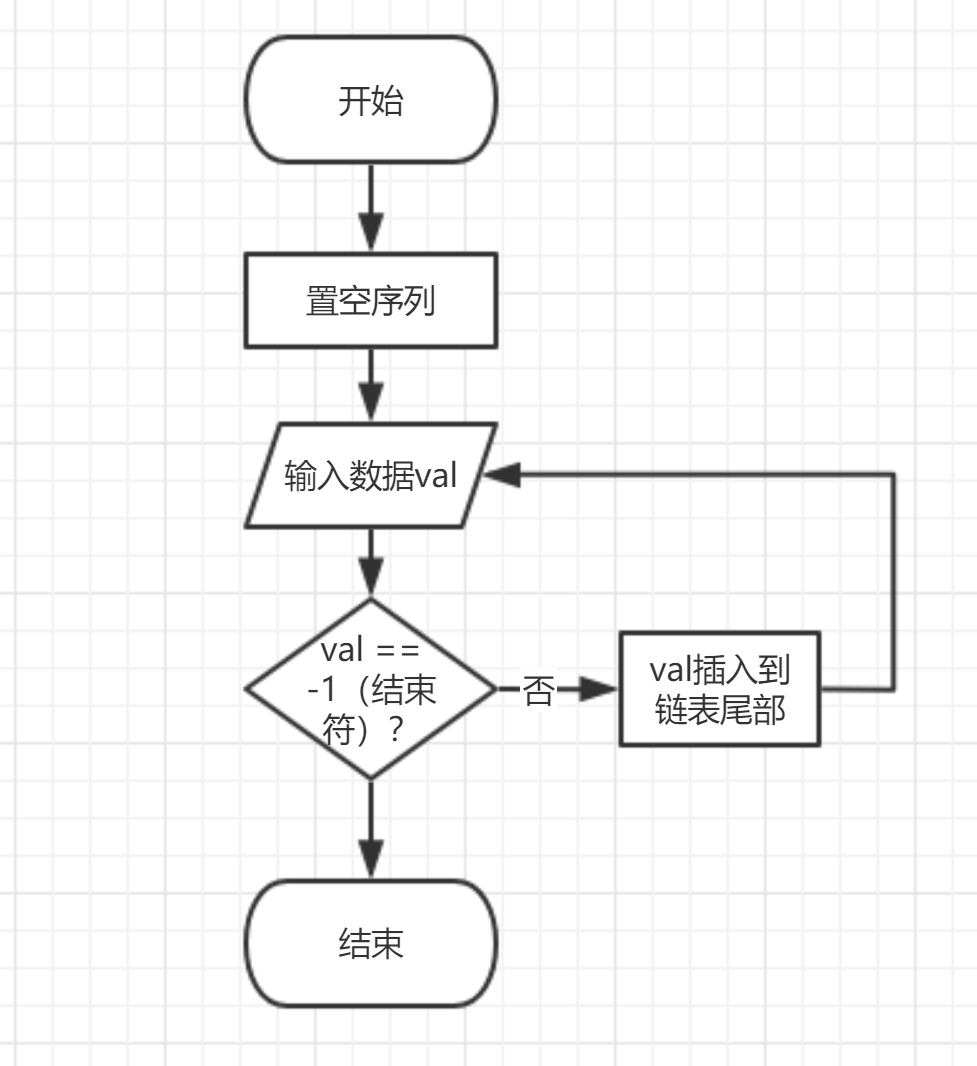 开始
置空序列
输入数据val
val ==
-1（结束
符）？
否
val插入到
链表尾部
结束